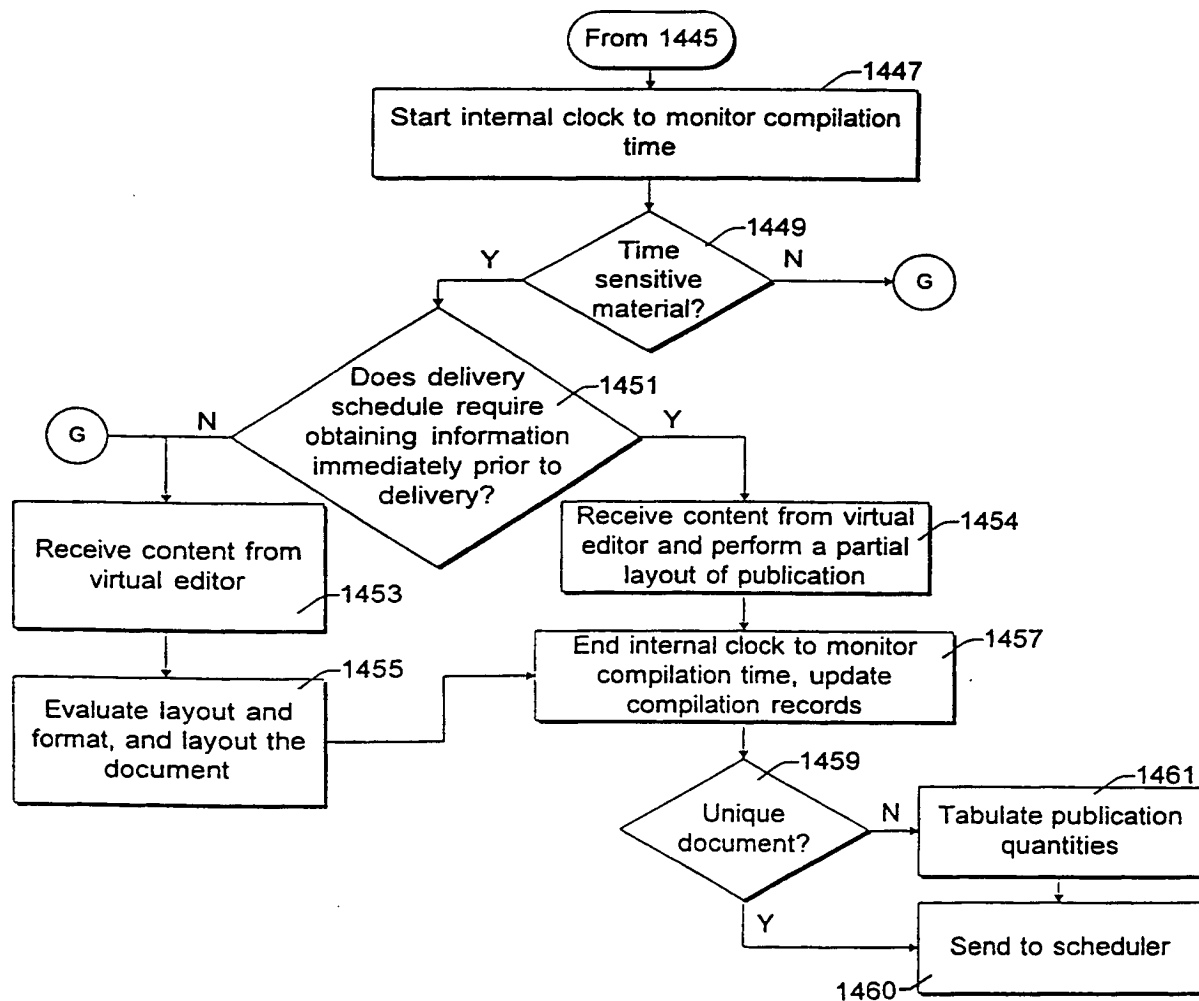 From 1445
1447
Start internal clock to monitor compilation
time
1449
Time
sensitive
material?
Y
N
G
Does delivery
schedule require
obtaining information
immediately prior to
delivery?
1451
N
Y
G
Receive content from
virtual editor
1453
Receive content from virtual
editor and perform a partial
layout of publication
1454
1455
Evaluate layout and
format, and layout the
document
End internal clock to monitor
compilation time, update
compilation records
1457
1459
Unique
document?
N
Y
1461
Tabulate publication
quantities
Send to scheduler
1460